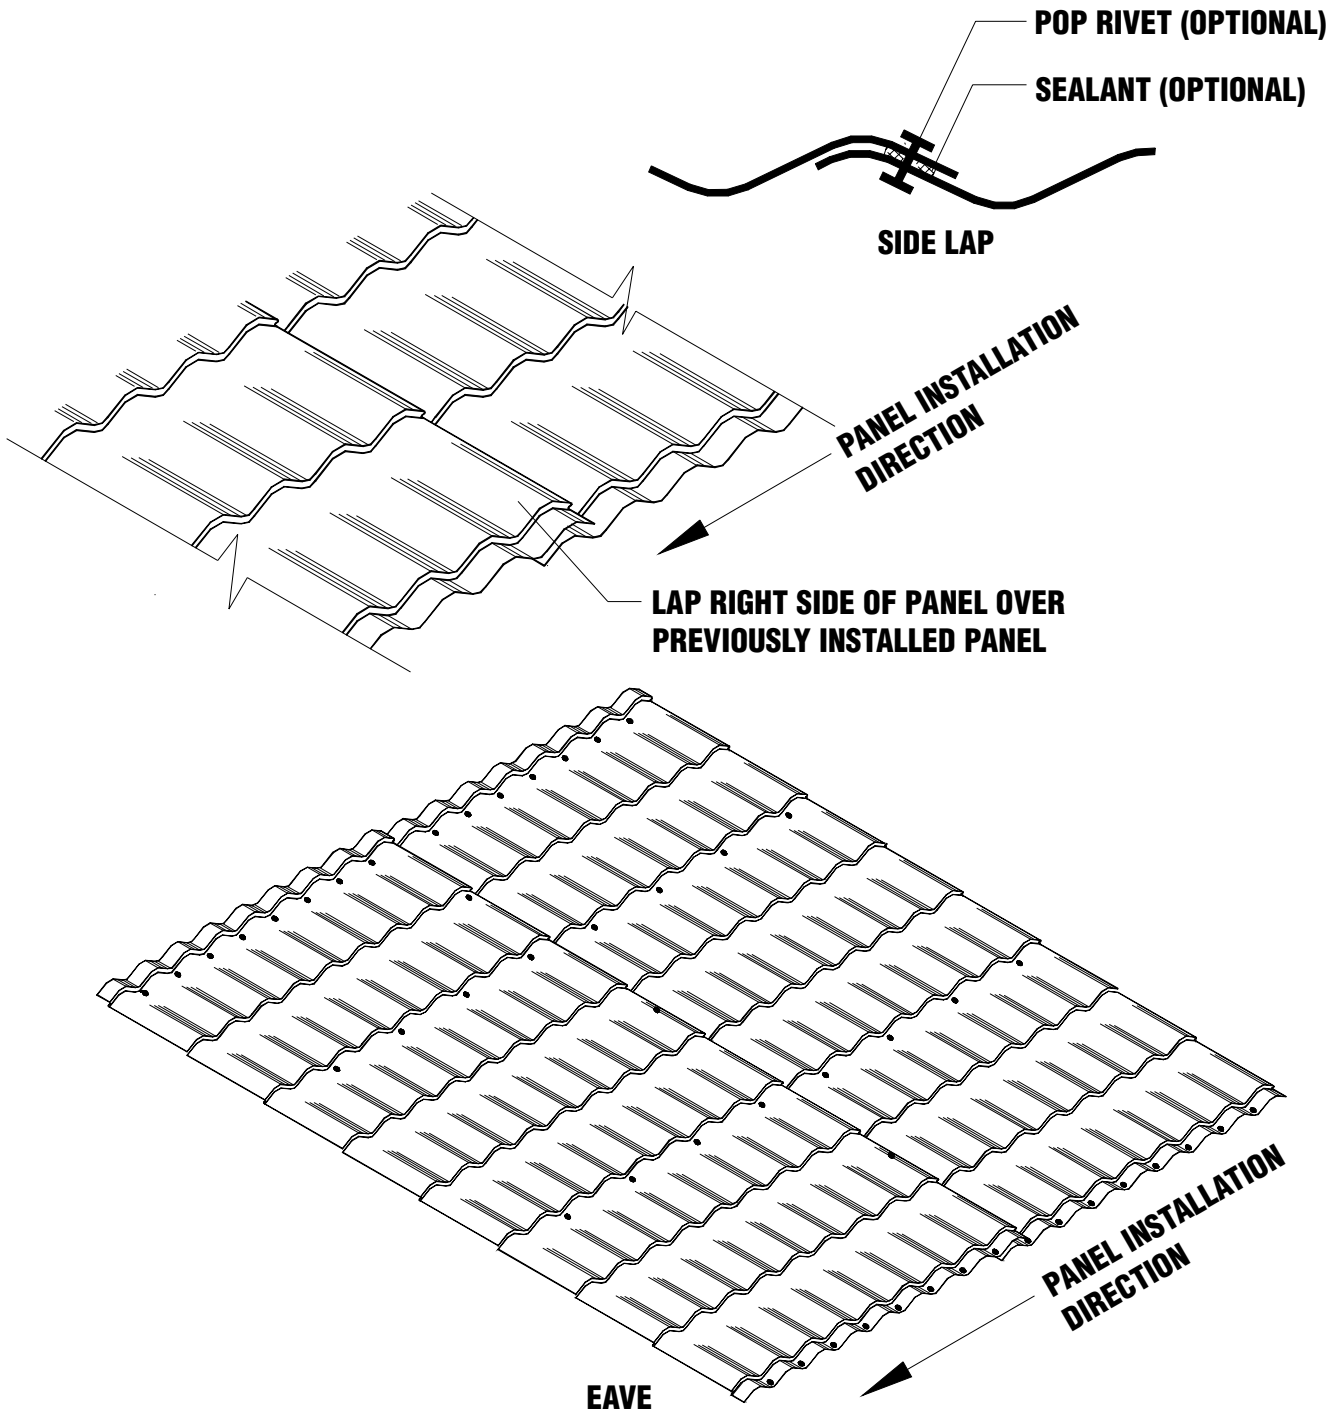 POP RIVET (OPTIONAL)
SEALANT (OPTIONAL)
SIDE LAP
PANEL INSTALLATION
DIRECTION
LAP RIGHT SIDE OF PANEL OVER
PREVIOUSLY INSTALLED PANEL
PANEL INSTALLATION
DIRECTION
EAVE